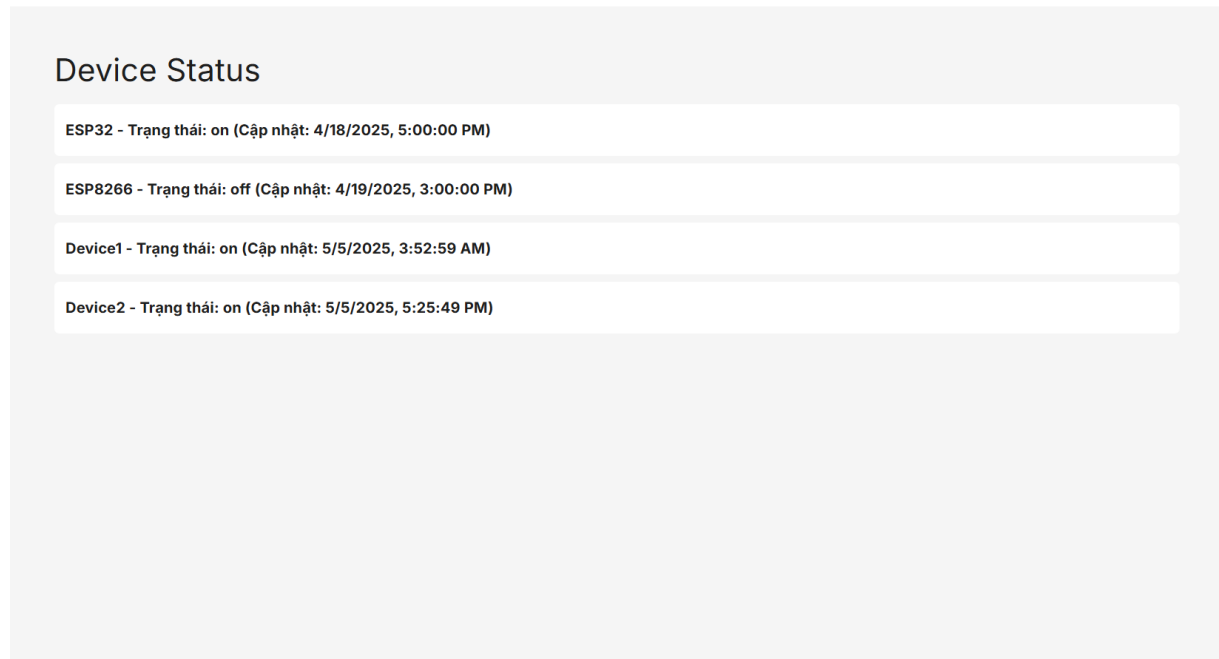 Device Status
ESP32 - Trạng thái: on (Cập nhật: 4/18/2025, 5:00:00 PM)
ESP8266 - Trạng thái: off (Cập nhật: 4/19/2025, 3:00:00 PM)
Device1 - Trạng thái: on (Cập nhật: 5/5/2025, 3:52:59 AM)
Device2 - Trạng thái: on (Cập nhật: 5/5/2025, 5:25:49 PM)